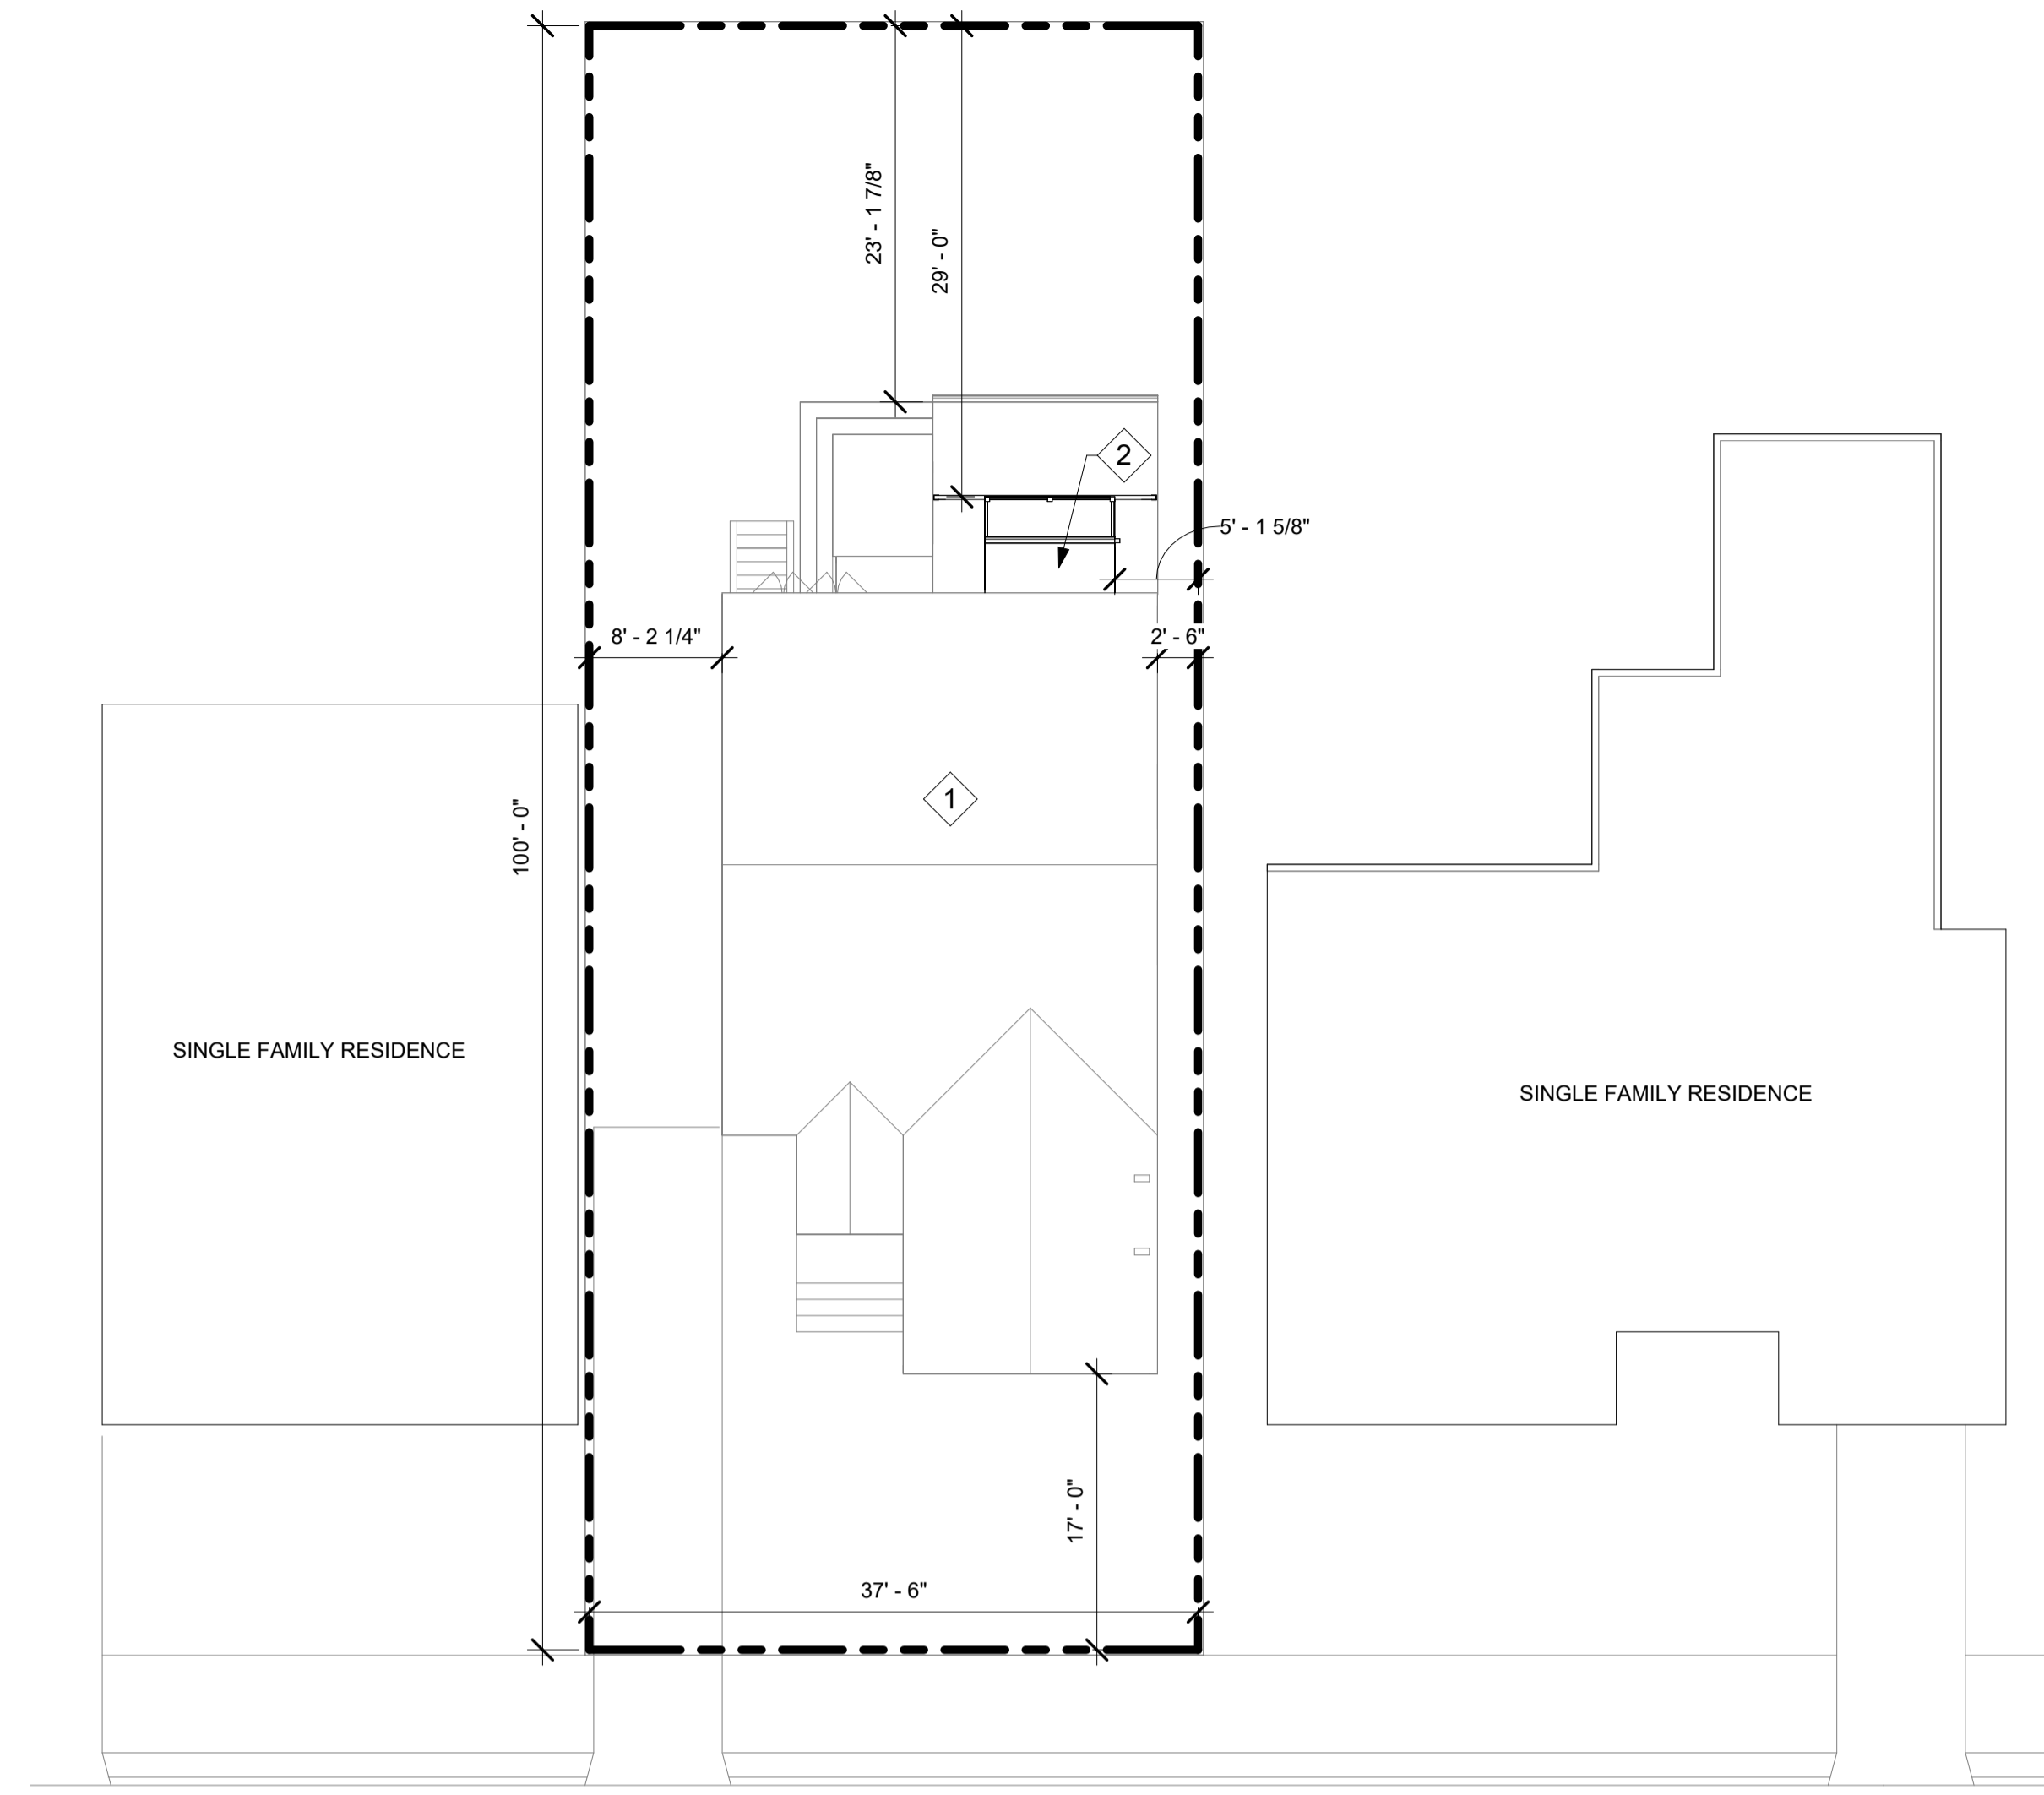 23' - 1 7/8"
29' - 0"
2
5' - 1 5/8"
8' - 2 1/4"
2' - 6"
1
100' - 0"
SINGLE FAMILY RESIDENCE
SINGLE FAMILY RESIDENCE
17' - 0"
37' - 6"